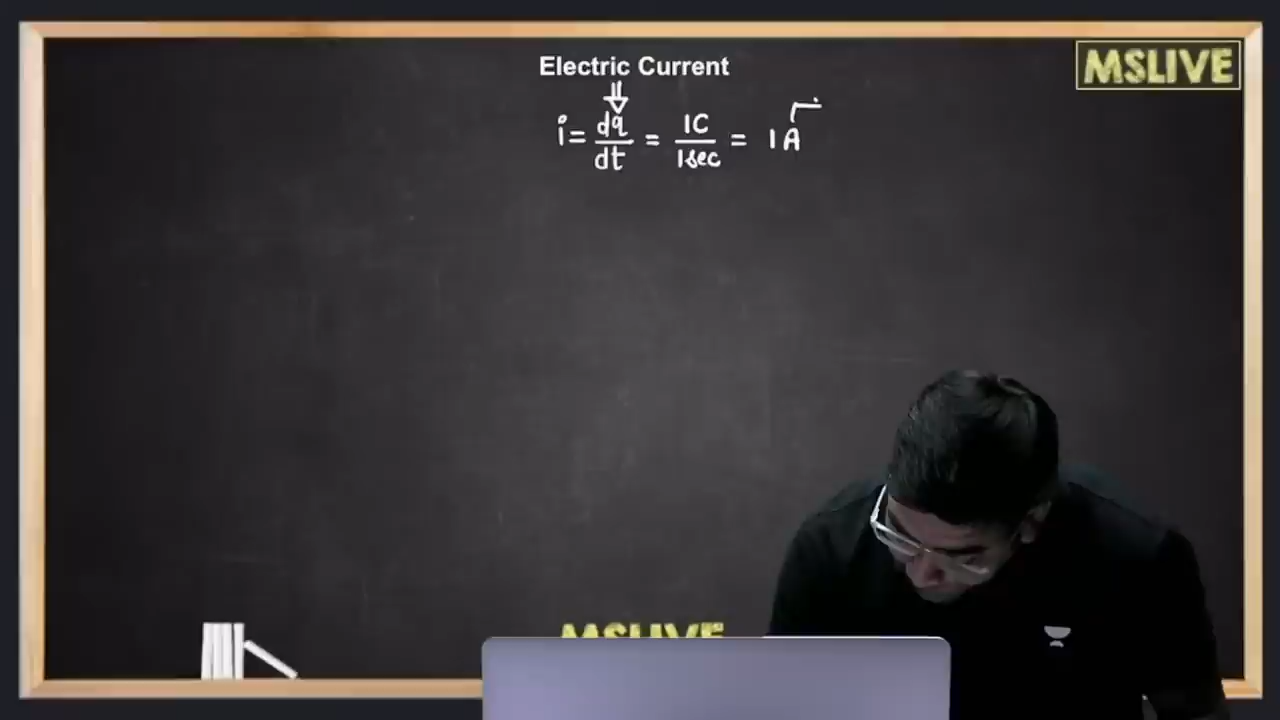 MSLIVE
Electric Current
i = dq/dt = 1C/1sec = 1A
MSLIVE